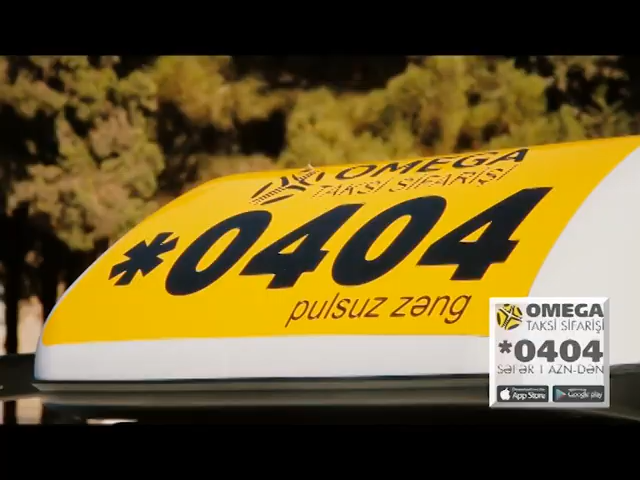 OMEGA
TAKSİ SİFARİŞİ
*0404
pulsuz zəng
OMEGA
TAKSİ SİFARİŞİ
*0404
SƏFƏR 1 AZN-DƏN
App Store
Google play